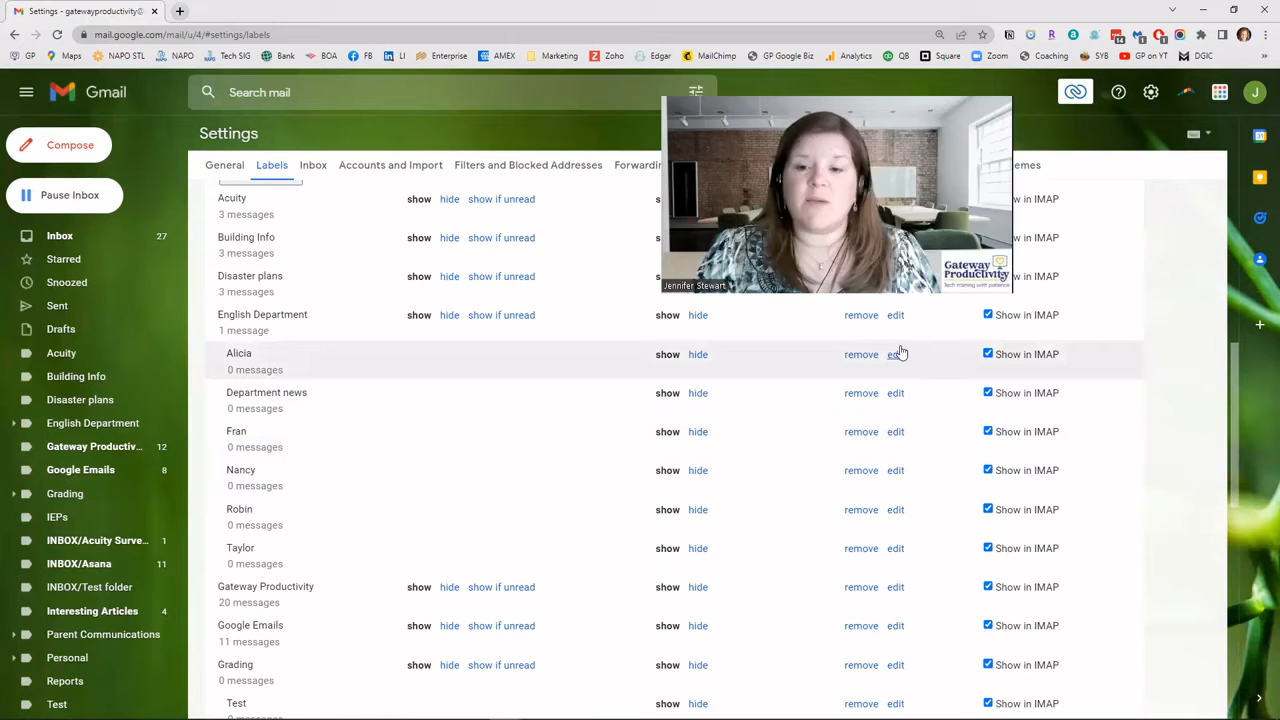 Settings - gatewayproductivity@
mail.google.com/mail/u/4/#settings/labels
GP Maps NAPO STL NAPO Tech SIG Bank BOA FB LI Amazon Expenses AMEX Marketing Zoho Edgar MailChimp GP Google Biz Analytics QB Square Zoom Coaching SYB GP on YT DGIC
Gmail
Search mail
J
Compose
Pause Inbox
Inbox 27
Starred
Snoozed
Sent
Drafts
Acuity
Building Info
Disaster plans
English Department
Gateway Productiv... 12
Google Emails 8
Grading
IEPs
INBOX/Acuity Surve... 1
INBOX/Asana 11
INBOX/Test folder
Interesting Articles 4
Parent Communications
Personal
Reports
Test
Settings
General Labels Inbox Accounts and Import Filters and Blocked Addresses Forwarding emes
Acuity show hide show if unread in IMAP
3 messages
Building Info show hide show if unread in IMAP
3 messages
Disaster plans show hide show if unread in IMAP
3 messages
English Department show hide show if unread show hide remove edit Show in IMAP
1 message
Alicia show hide remove edit Show in IMAP
0 messages
Department news show hide remove edit Show in IMAP
0 messages
Fran show hide remove edit Show in IMAP
0 messages
Nancy show hide remove edit Show in IMAP
0 messages
Robin show hide remove edit Show in IMAP
0 messages
Taylor show hide remove edit Show in IMAP
0 messages
Gateway Productivity show hide show if unread show hide remove edit Show in IMAP
20 messages
Google Emails show hide show if unread show hide remove edit Show in IMAP
11 messages
Grading show hide show if unread show hide remove edit Show in IMAP
0 messages
Test show hide remove edit Show in IMAP
Gateway
Productivity
Tech training with patience
Jennifer Stewart